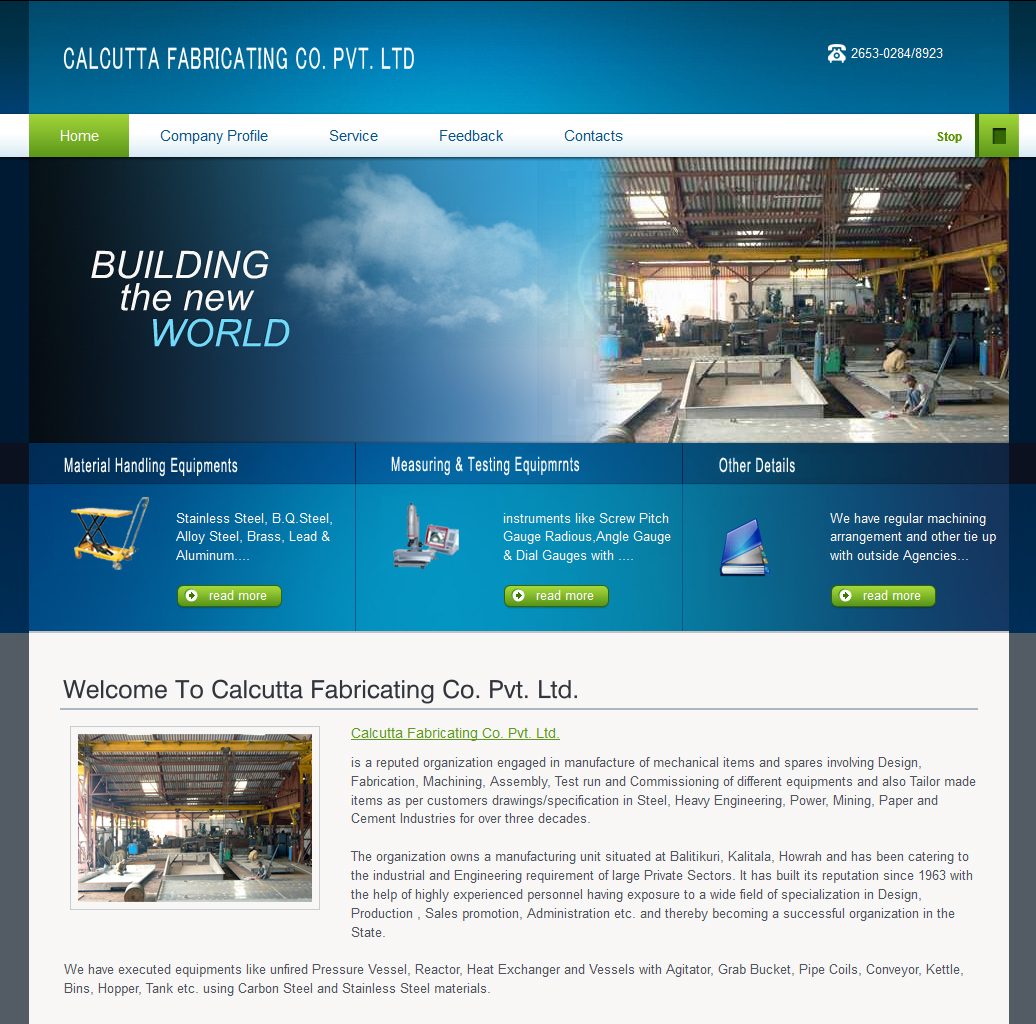 CALCUTTA FABRICATING CO. PVT. LTD
2653-0284/8923
Home
Company Profile
Service
Feedback
Contacts
Stop
BUILDING
the new
WORLD
Material Handling Equipments
Stainless Steel, B.Q.Steel,
Alloy Steel, Brass, Lead &
Aluminum....
read more
Measuring & Testing Equipmrnts
instruments like Screw Pitch
Gauge Radious,Angle Gauge
& Dial Gauges with ....
read more
Other Details
We have regular machining
arrangement and other tie up
with outside Agencies...
read more
Welcome To Calcutta Fabricating Co. Pvt. Ltd.
Calcutta Fabricating Co. Pvt. Ltd.
is a reputed organization engaged in manufacture of mechanical items and spares involving Design,
Fabrication, Machining, Assembly, Test run and Commissioning of different equipments and also Tailor made
items as per customers drawings/specification in Steel, Heavy Engineering, Power, Mining, Paper and
Cement Industries for over three decades.
The organization owns a manufacturing unit situated at Balitikuri, Kalitala, Howrah and has been catering to
the industrial and Engineering requirement of large Private Sectors. It has built its reputation since 1963 with
the help of highly experienced personnel having exposure to a wide field of specialization in Design,
Production , Sales promotion, Administration etc. and thereby becoming a successful organization in the
State.
We have executed equipments like unfired Pressure Vessel, Reactor, Heat Exchanger and Vessels with Agitator, Grab Bucket, Pipe Coils, Conveyor, Kettle,
Bins, Hopper, Tank etc. using Carbon Steel and Stainless Steel materials.